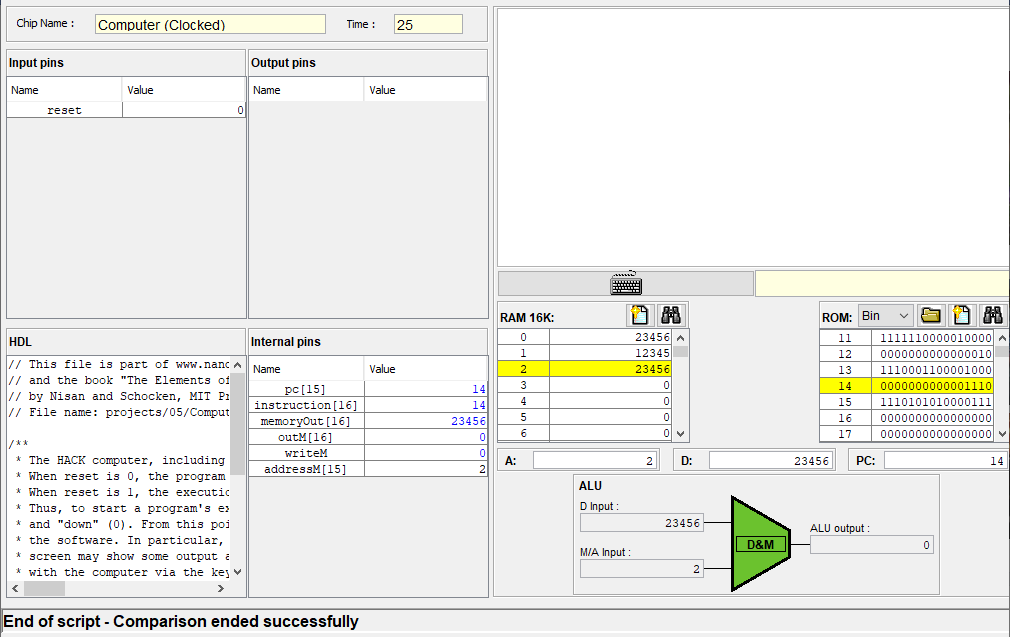 Chip Name : Computer (Clocked) Time : 25
Input pins
Name Value
reset 0
Output pins
Name Value
HDL
// This file is part of www.nand
// and the book "The Elements of
// by Nisan and Schocken, MIT Pr
// File name: projects/05/Comput
/**
* The HACK computer, including
* When reset is 0, the program
* When reset is 1, the executio
* Thus, to start a program's ex
* and "down" (0). From this poi
* the software. In particular,
* screen may show some output a
* with the computer via the key
Internal pins
Name Value
pc[15] 14
instruction[16] 14
memoryOut[16] 23456
outM[16] 0
writeM 0
addressM[15] 2
RAM 16K:
0 23456
1 12345
2 23456
3 0
4 0
5 0
6 0
ROM: Bin
11 1111110000010000
12 0000000000000010
13 1110001100001000
14 0000000000001110
15 1110101010000111
16 0000000000000000
17 0000000000000000
A: 2 D: 23456 PC: 14
ALU
D Input :
23456
M/A Input :
2
D&M
ALU output :
0
End of script - Comparison ended successfully